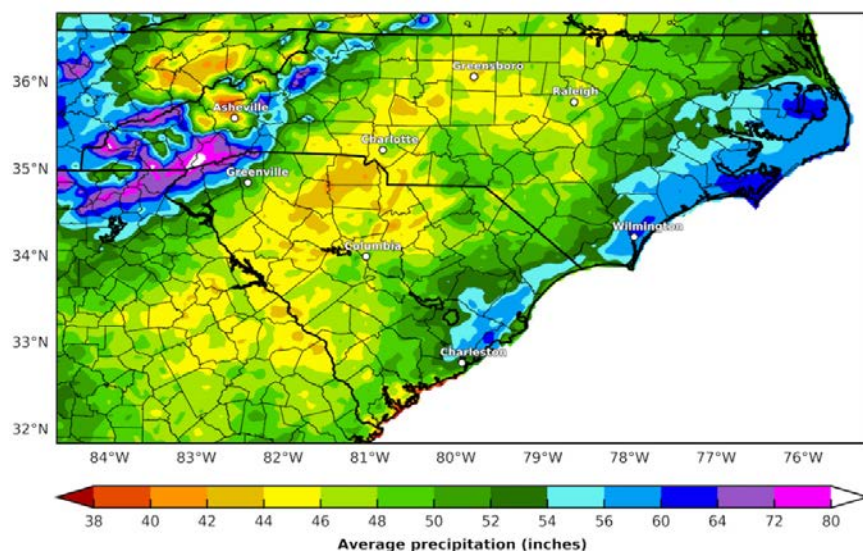 36°N
Greensboro
Raleigh
Asheville
Charlotte
35°N
Greenville
Wilmington
34°N
Columbia
33°N
Charleston
32°N
84°W 83°W 82°W 81°W 80°W 79°W 78°W 77°W 76°W
38 40 42 44 46 48 50 52 54 56 60 64 72 80
Average precipitation (inches)